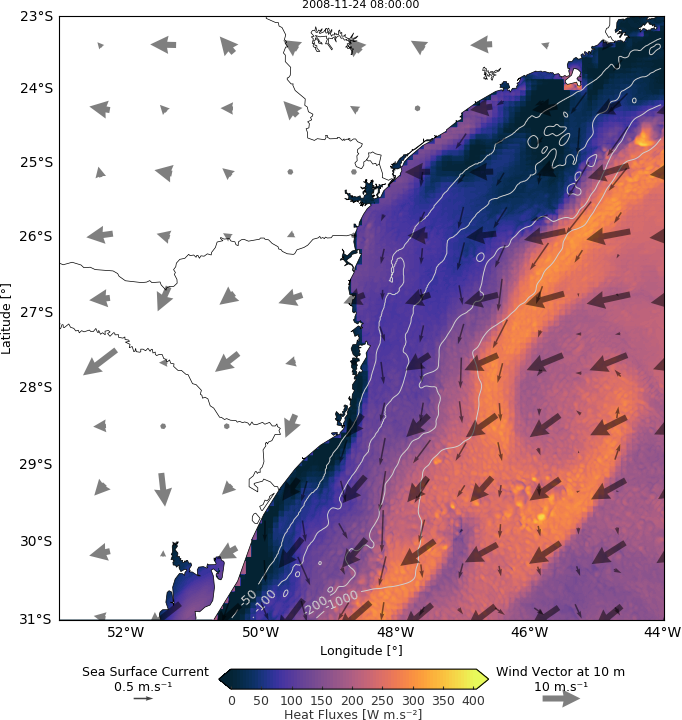 2008-11-24 08:00:00
23°S
24°S
25°S
26°S
27°S
28°S
29°S
30°S
31°S
Latitude [°]
-50
-100
-200
-1000
52°W
50°W
48°W
46°W
44°W
Longitude [°]
Sea Surface Current
0.5 m.s⁻¹
Wind Vector at 10 m
10 m.s⁻¹
0 50 100 150 200 250 300 350 400
Heat Fluxes [W m.s⁻²]